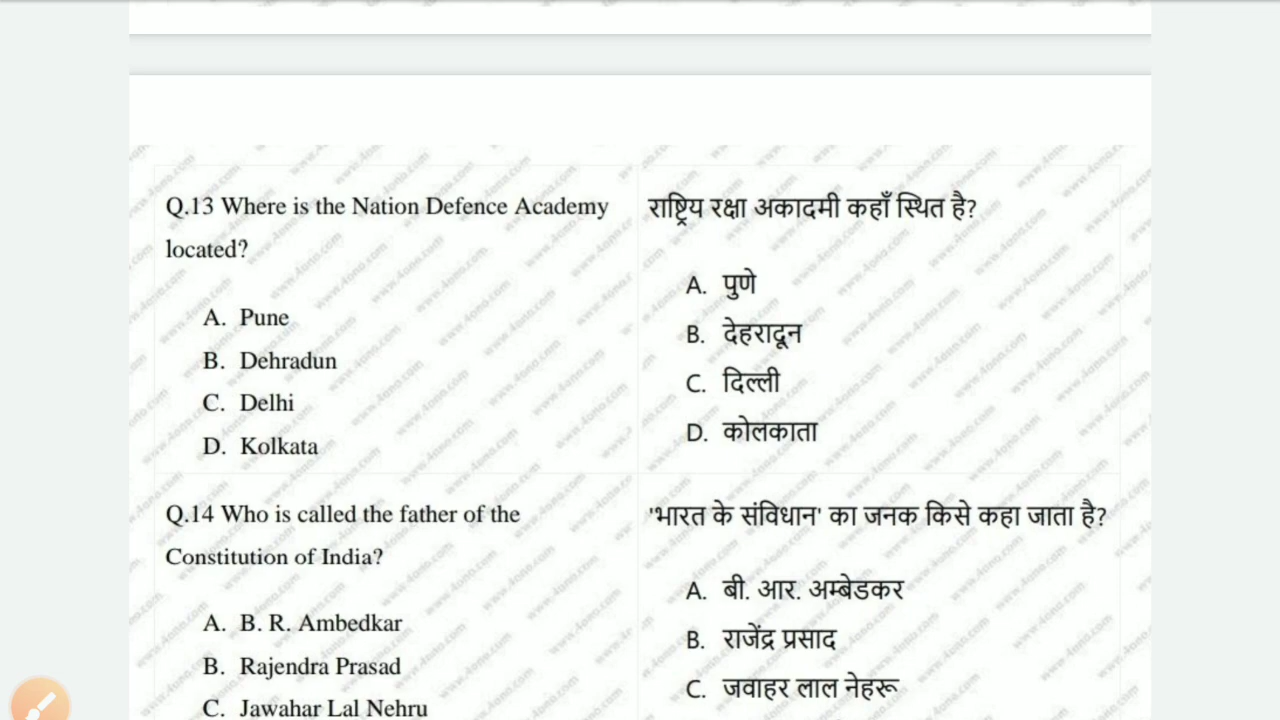 Q.13 Where is the Nation Defence Academy
located?
A. Pune
B. Dehradun
C. Delhi
D. Kolkata
राष्ट्रिय रक्षा अकादमी कहाँ स्थित है?
A. पुणे
B. देहरादून
C. दिल्ली
D. कोलकाता
Q.14 Who is called the father of the
Constitution of India?
A. B. R. Ambedkar
B. Rajendra Prasad
C. Jawahar Lal Nehru
'भारत के संविधान' का जनक किसे कहा जाता है?
A. बी. आर. अम्बेडकर
B. राजेंद्र प्रसाद
C. जवाहर लाल नेहरू